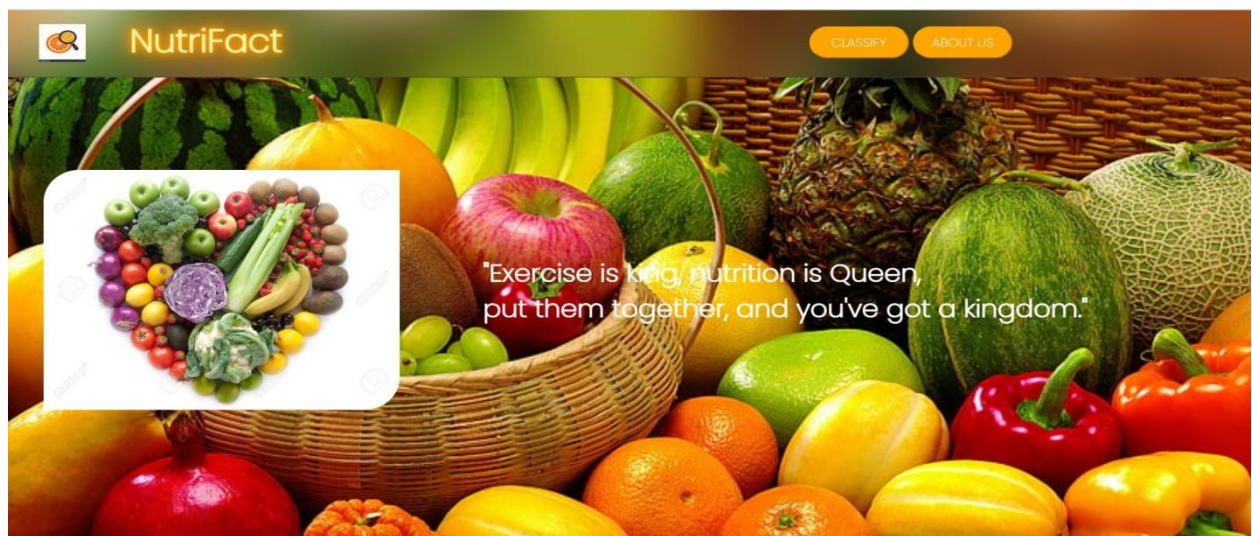 NutriFact
CLASSIFY
ABOUT US
"Exercise is king, nutrition is Queen,
put them together, and you've got a kingdom."